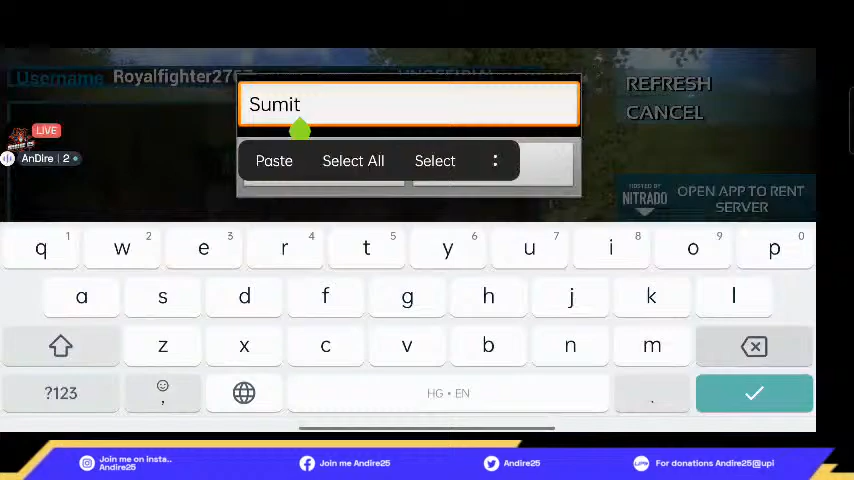 Username Royalfighter2767
REFRESH
CANCEL
Sumit
LIVE
AnDire | 2
Paste Select All Select
HOSTED BY
NITRADO
OPEN APP TO RENT
SERVER
q 1 w 2 e 3 r 4 t 5 y 6 u 7 i 8 o 9 p 0
a s d f g h j k l
z x c v b n m
?123 , HG • EN .
Join me on insta..
Andire25
Join me Andire25
Andire25
UPI
For donations Andire25@upi